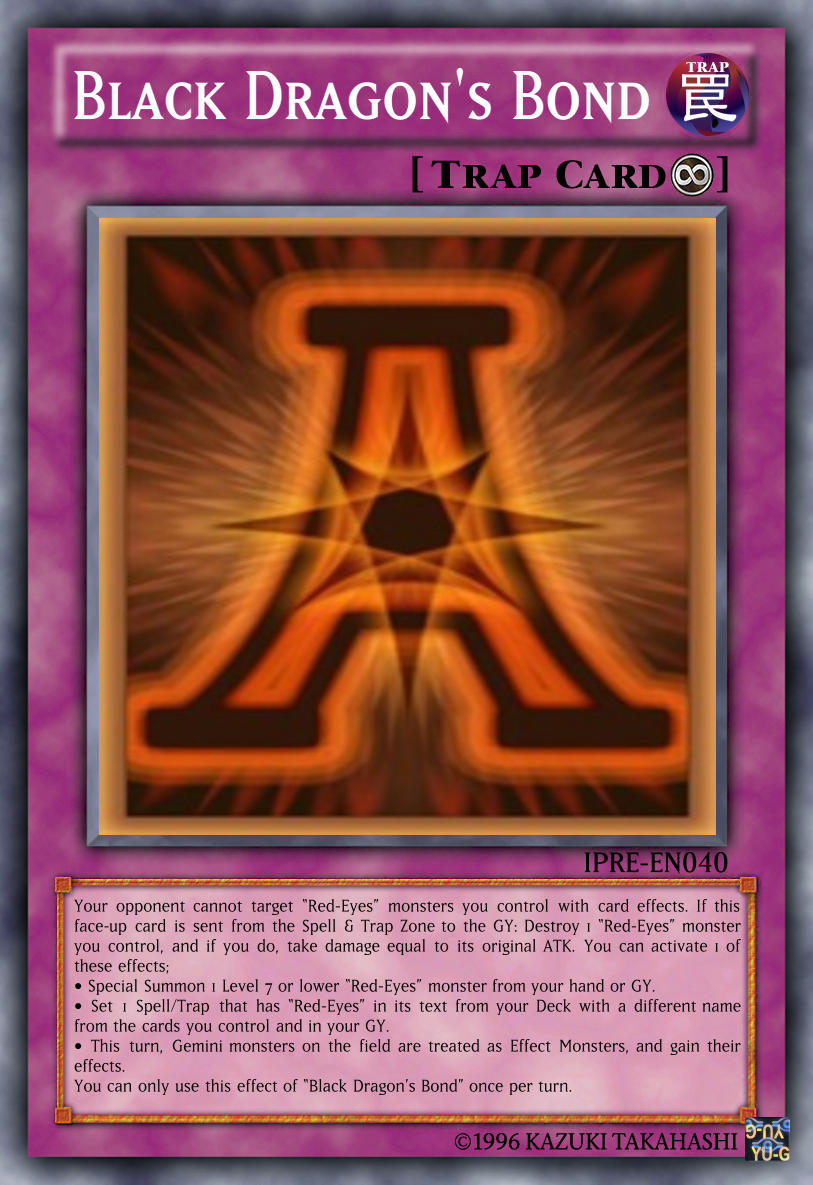 Black Dragon's Bond
TRAP
罠
[Trap Card]
A
IPRE-EN040
Your opponent cannot target "Red-Eyes" monsters you control with card effects. If this
face-up card is sent from the Spell & Trap Zone to the GY: Destroy 1 "Red-Eyes" monster
you control, and if you do, take damage equal to its original ATK. You can activate 1 of
these effects;
• Special Summon 1 Level 7 or lower "Red-Eyes" monster from your hand or GY.
• Set 1 Spell/Trap that has "Red-Eyes" in its text from your Deck with a different name
from the cards you control and in your GY.
• This turn, Gemini monsters on the field are treated as Effect Monsters, and gain their
effects.
You can only use this effect of "Black Dragon's Bond" once per turn.
©1996 KAZUKI TAKAHASHI
YU-G
YU-G